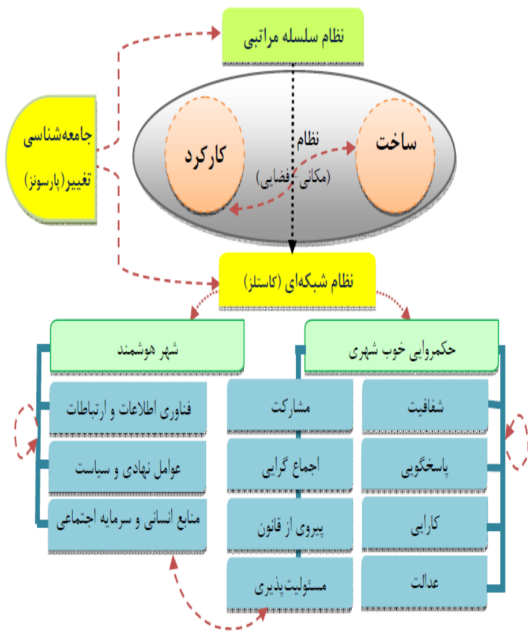 نظام سلسله مراتبی
جامعه‌شناسی
تغییر(پارسونز)
ساخت
نظام
کارکرد
(مکانی- فضایی)
نظام شبکه‌ای (کاستلز)
حکمروایی خوب شهری
شهر هوشمند
شفافیت
مشارکت
فناوری اطلاعات و ارتباطات
پاسخگویی
اجماع گرایی
عوامل نهادی و سیاست
کارایی
پیروی از قانون
منابع انسانی و سرمایه اجتماعی
عدالت
مسئولیت‌پذیری